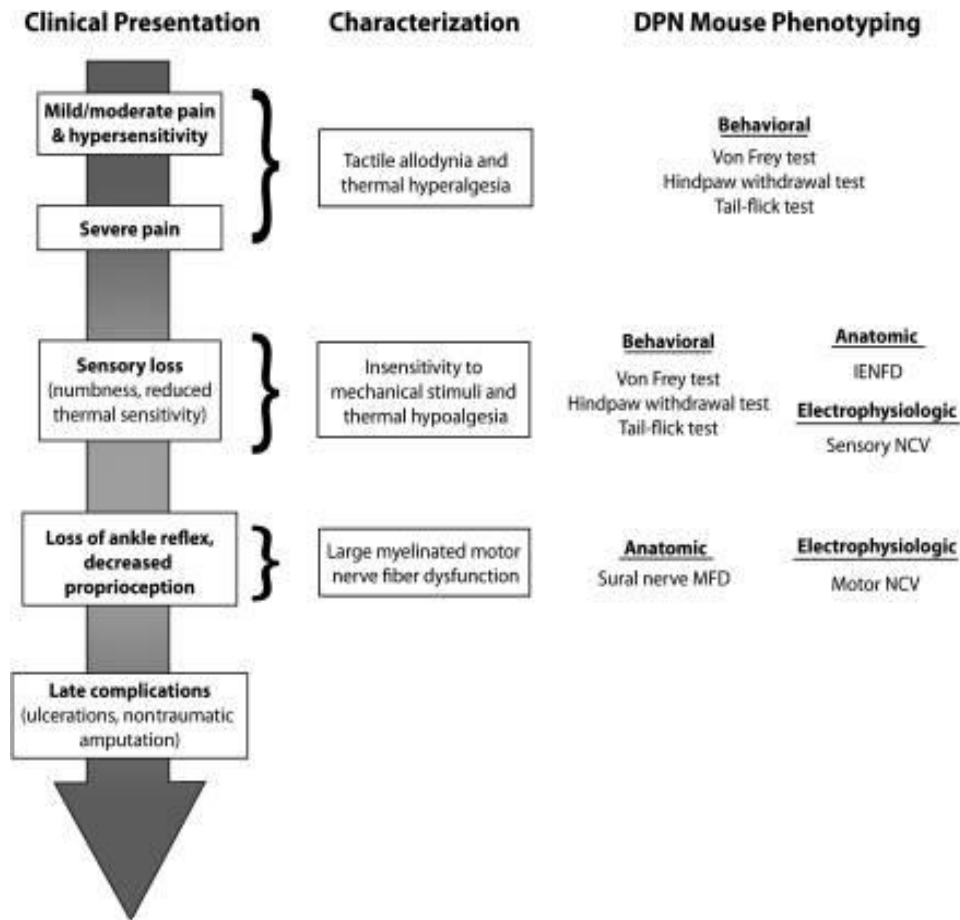 Clinical Presentation
Characterization
DPN Mouse Phenotyping
Mild/moderate pain
& hypersensitivity
Severe pain
Tactile allodynia and
thermal hyperalgesia
Behavioral
Von Frey test
Hindpaw withdrawal test
Tail-flick test
Sensory loss
(numbness, reduced
thermal sensitivity)
Insensitivity to
mechanical stimuli and
thermal hypoalgesia
Behavioral
Von Frey test
Hindpaw withdrawal test
Tail-flick test
Anatomic
IENFD
Electrophysiologic
Sensory NCV
Loss of ankle reflex,
decreased
proprioception
Large myelinated motor
nerve fiber dysfunction
Anatomic
Sural nerve MFD
Electrophysiologic
Motor NCV
Late complications
(ulcerations, nontraumatic
amputation)